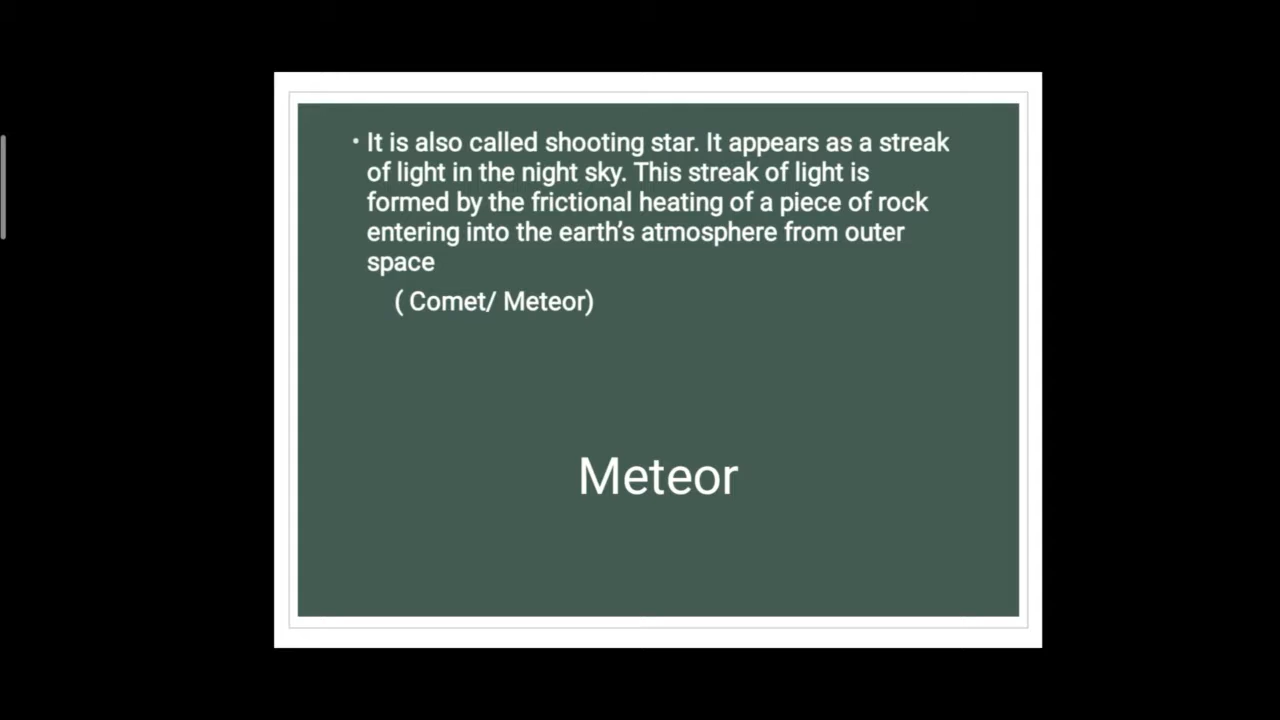 • It is also called shooting star. It appears as a streak
of light in the night sky. This streak of light is
formed by the frictional heating of a piece of rock
entering into the earth’s atmosphere from outer
space
( Comet/ Meteor)
Meteor